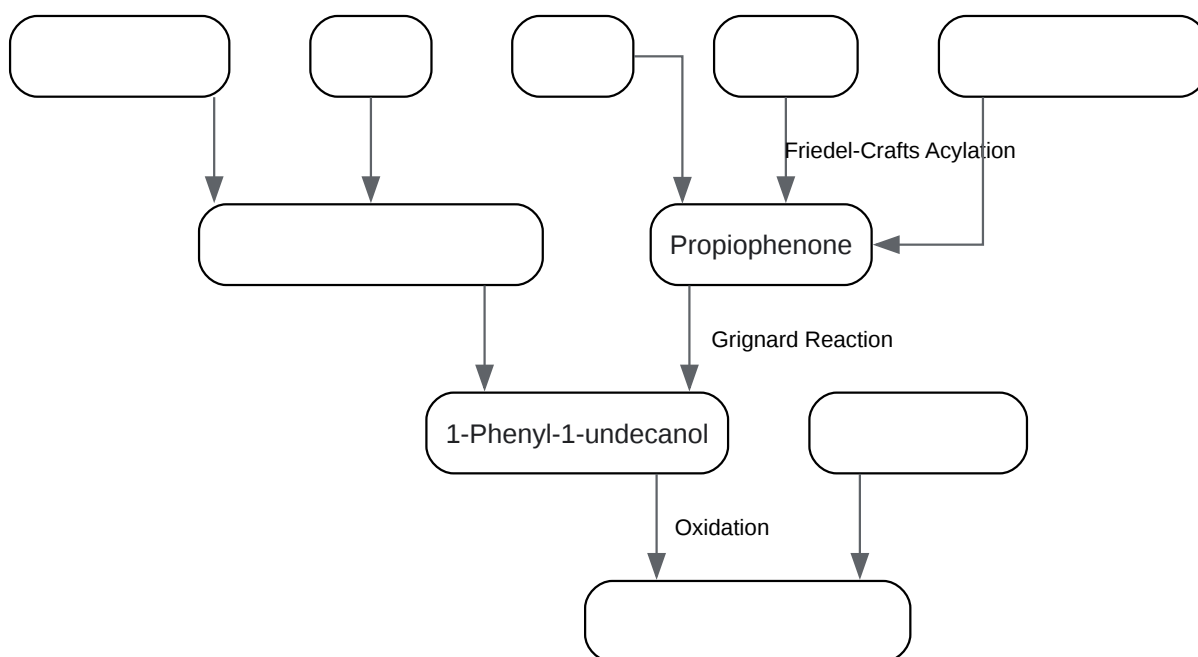 Friedel-Crafts Acylation
Propiophenone
Grignard Reaction
1-Phenyl-1-undecanol
Oxidation